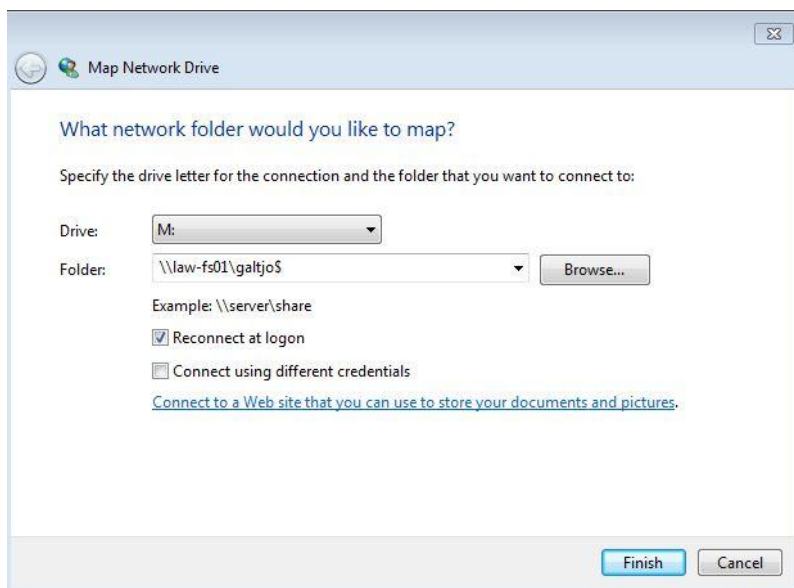 Map Network Drive
What network folder would you like to map?
Specify the drive letter for the connection and the folder that you want to connect to:
Drive: M:
Folder: \\law-fs01\galtjo$ Browse...
Example: \\server\share
Reconnect at logon
Connect using different credentials
Connect to a Web site that you can use to store your documents and pictures.
Finish Cancel